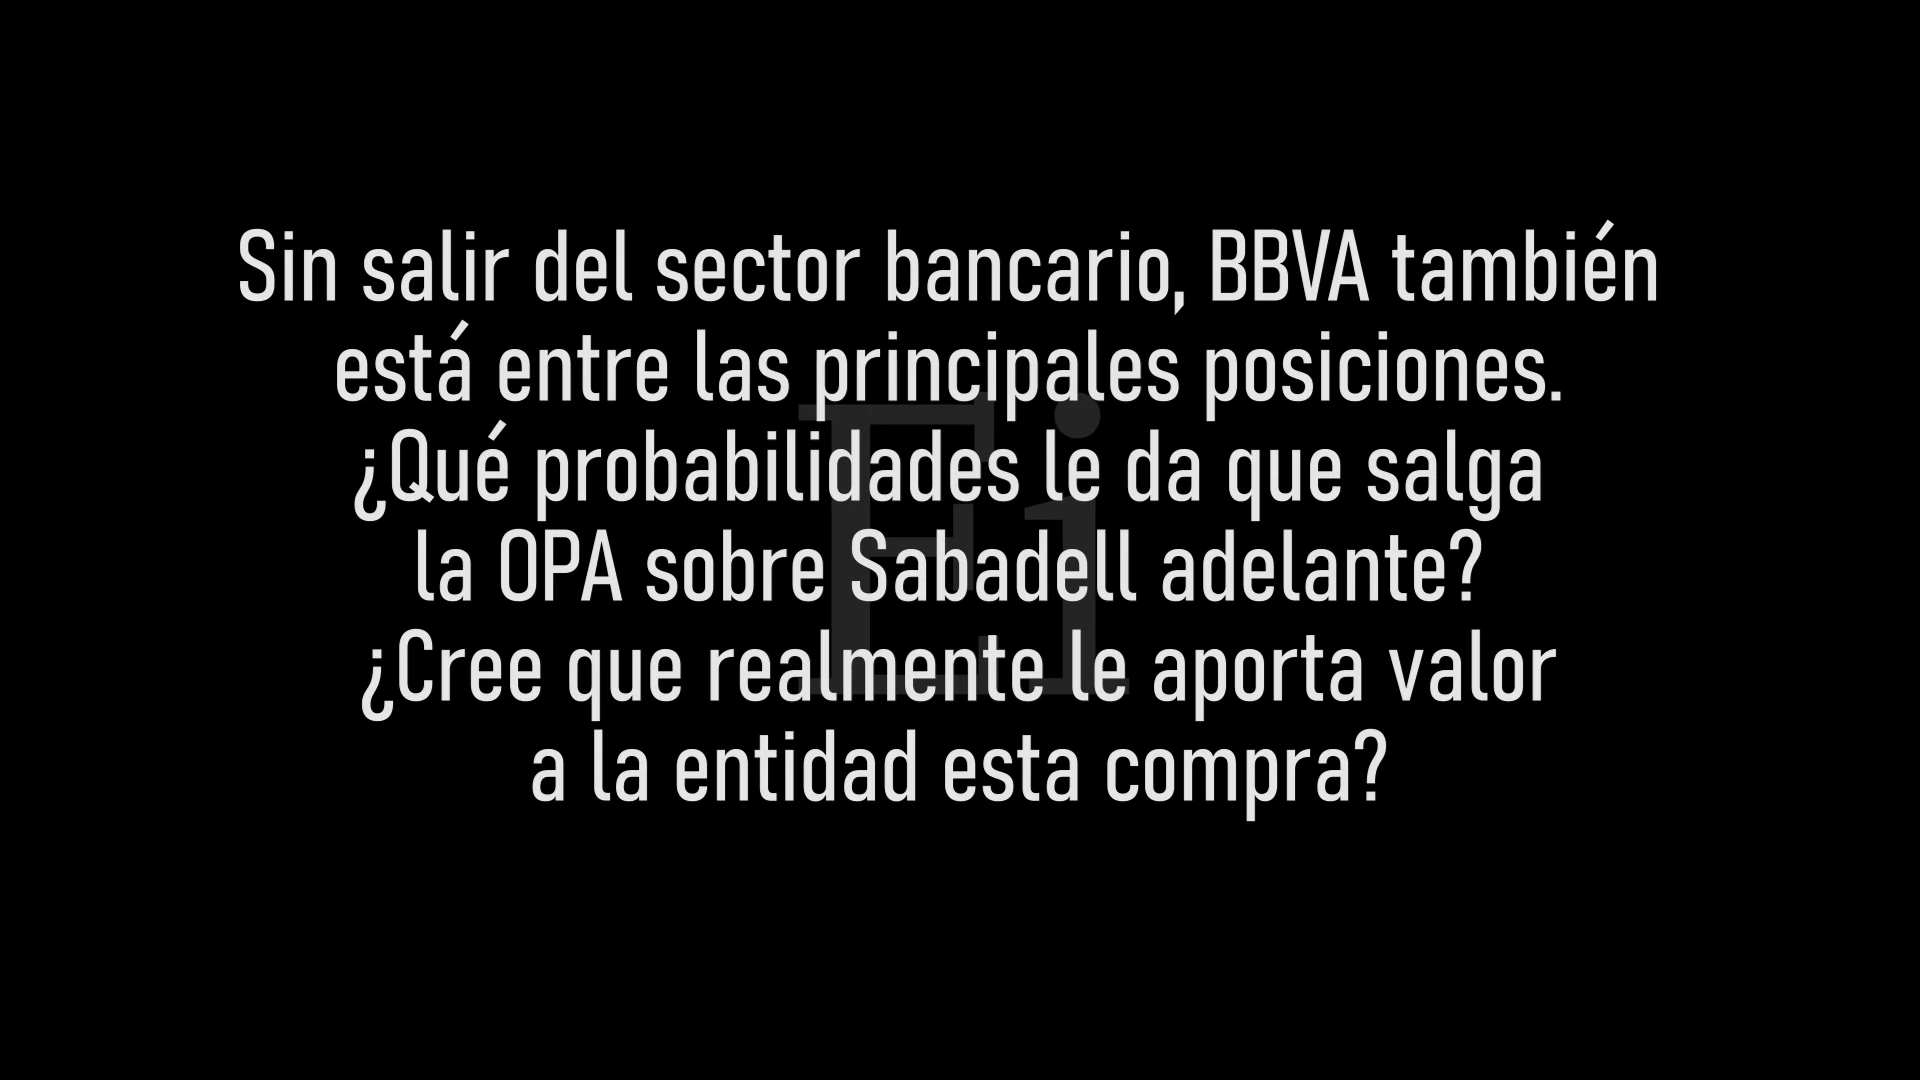 Sin salir del sector bancario, BBVA también
está entre las principales posiciones.
¿Qué probabilidades le da que salga
la OPA sobre Sabadell adelante?
¿Cree que realmente le aporta valor
a la entidad esta compra?